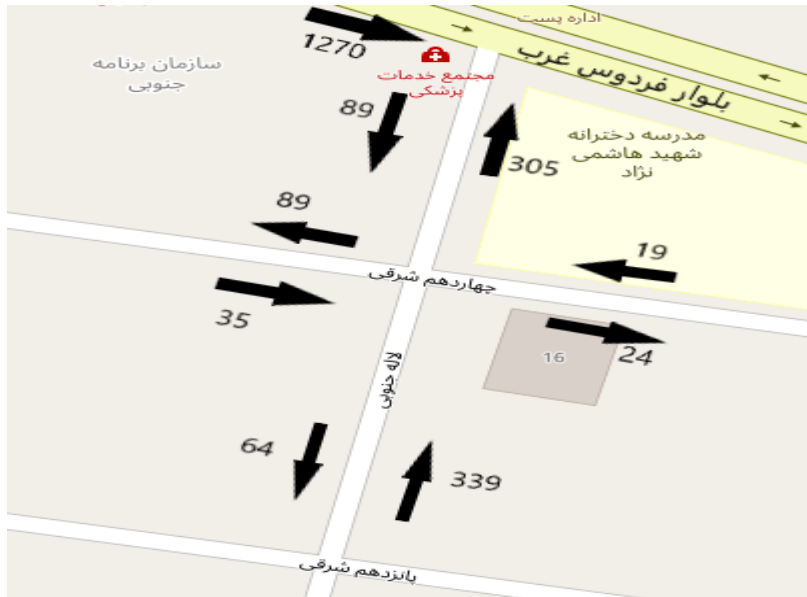 اداره پست
1270
بلوار فردوس غرب
سازمان برنامه
جنوبی
مجتمع خدمات
پزشکی
89
305
مدرسه دخترانه
شهید هاشمی
نژاد
89
19
چهاردهم شرقی
35
24
16
لاله جنوبی
64
339
پانزدهم شرقی